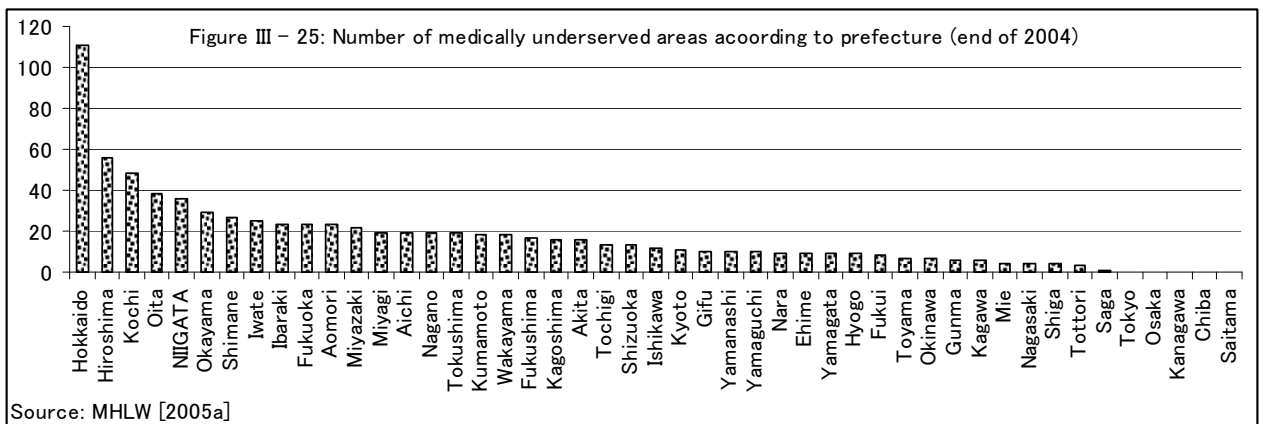 Figure Ⅲ - 25: Number of medically underserved areas acoording to prefecture (end of 2004)
120
100
80
60
40
20
0
Hokkaido
Hiroshima
Kochi
Oita
NIIGATA
Okayama
Shimane
Iwate
Ibaraki
Fukuoka
Aomori
Miyazaki
Miyagi
Aichi
Nagano
Tokushima
Kumamoto
Wakayama
Fukushima
Kagoshima
Akita
Tochigi
Shizuoka
Ishikawa
Kyoto
Gifu
Yamanashi
Yamaguchi
Nara
Ehime
Yamagata
Hyogo
Fukui
Toyama
Okinawa
Gunma
Kagawa
Mie
Nagasaki
Shiga
Tottori
Saga
Tokyo
Osaka
Kanagawa
Chiba
Saitama
Source: MHLW [2005a]